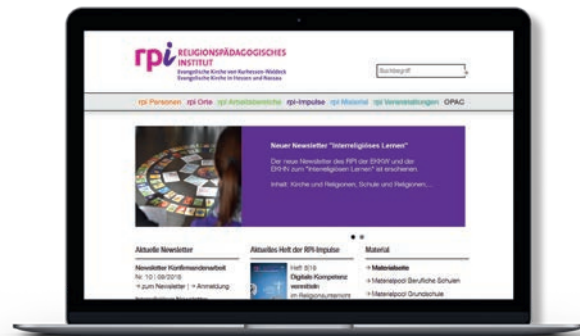 rpi RELIGIONSPÄDAGOGISCHES
INSTITUT
Evangelische Kirche von Kurhessen-Waldeck
Evangelische Kirche in Hessen und Nassau
Suchbegriff
rpi Personen rpi Orte rpi Arbeitsbereiche rpi-Impulse rpi Material rpi Veranstaltungen OPAC
Neuer Newsletter "Interreligiöses Lernen"
Der neue Newsletter des RPI der EKKW und der
EKHN zum "Interreligiösen Lernen" ist erschienen.
Inhalt: Kirche und Religionen, Schule und Religionen,...
Aktuelle Newsletter
Aktuelles Heft der RPI-Impulse
Material
Newsletter Konfirmandenarbeit
Nr. 10 | 08/2018
→ zum Newsletter | → Anmeldung
Heft 3|18
Digitale Kompetenz
vermitteln
im Religionsunterricht
→ Materialseite
→ Materialpool Berufliche Schulen
→ Materialpool Grundschule